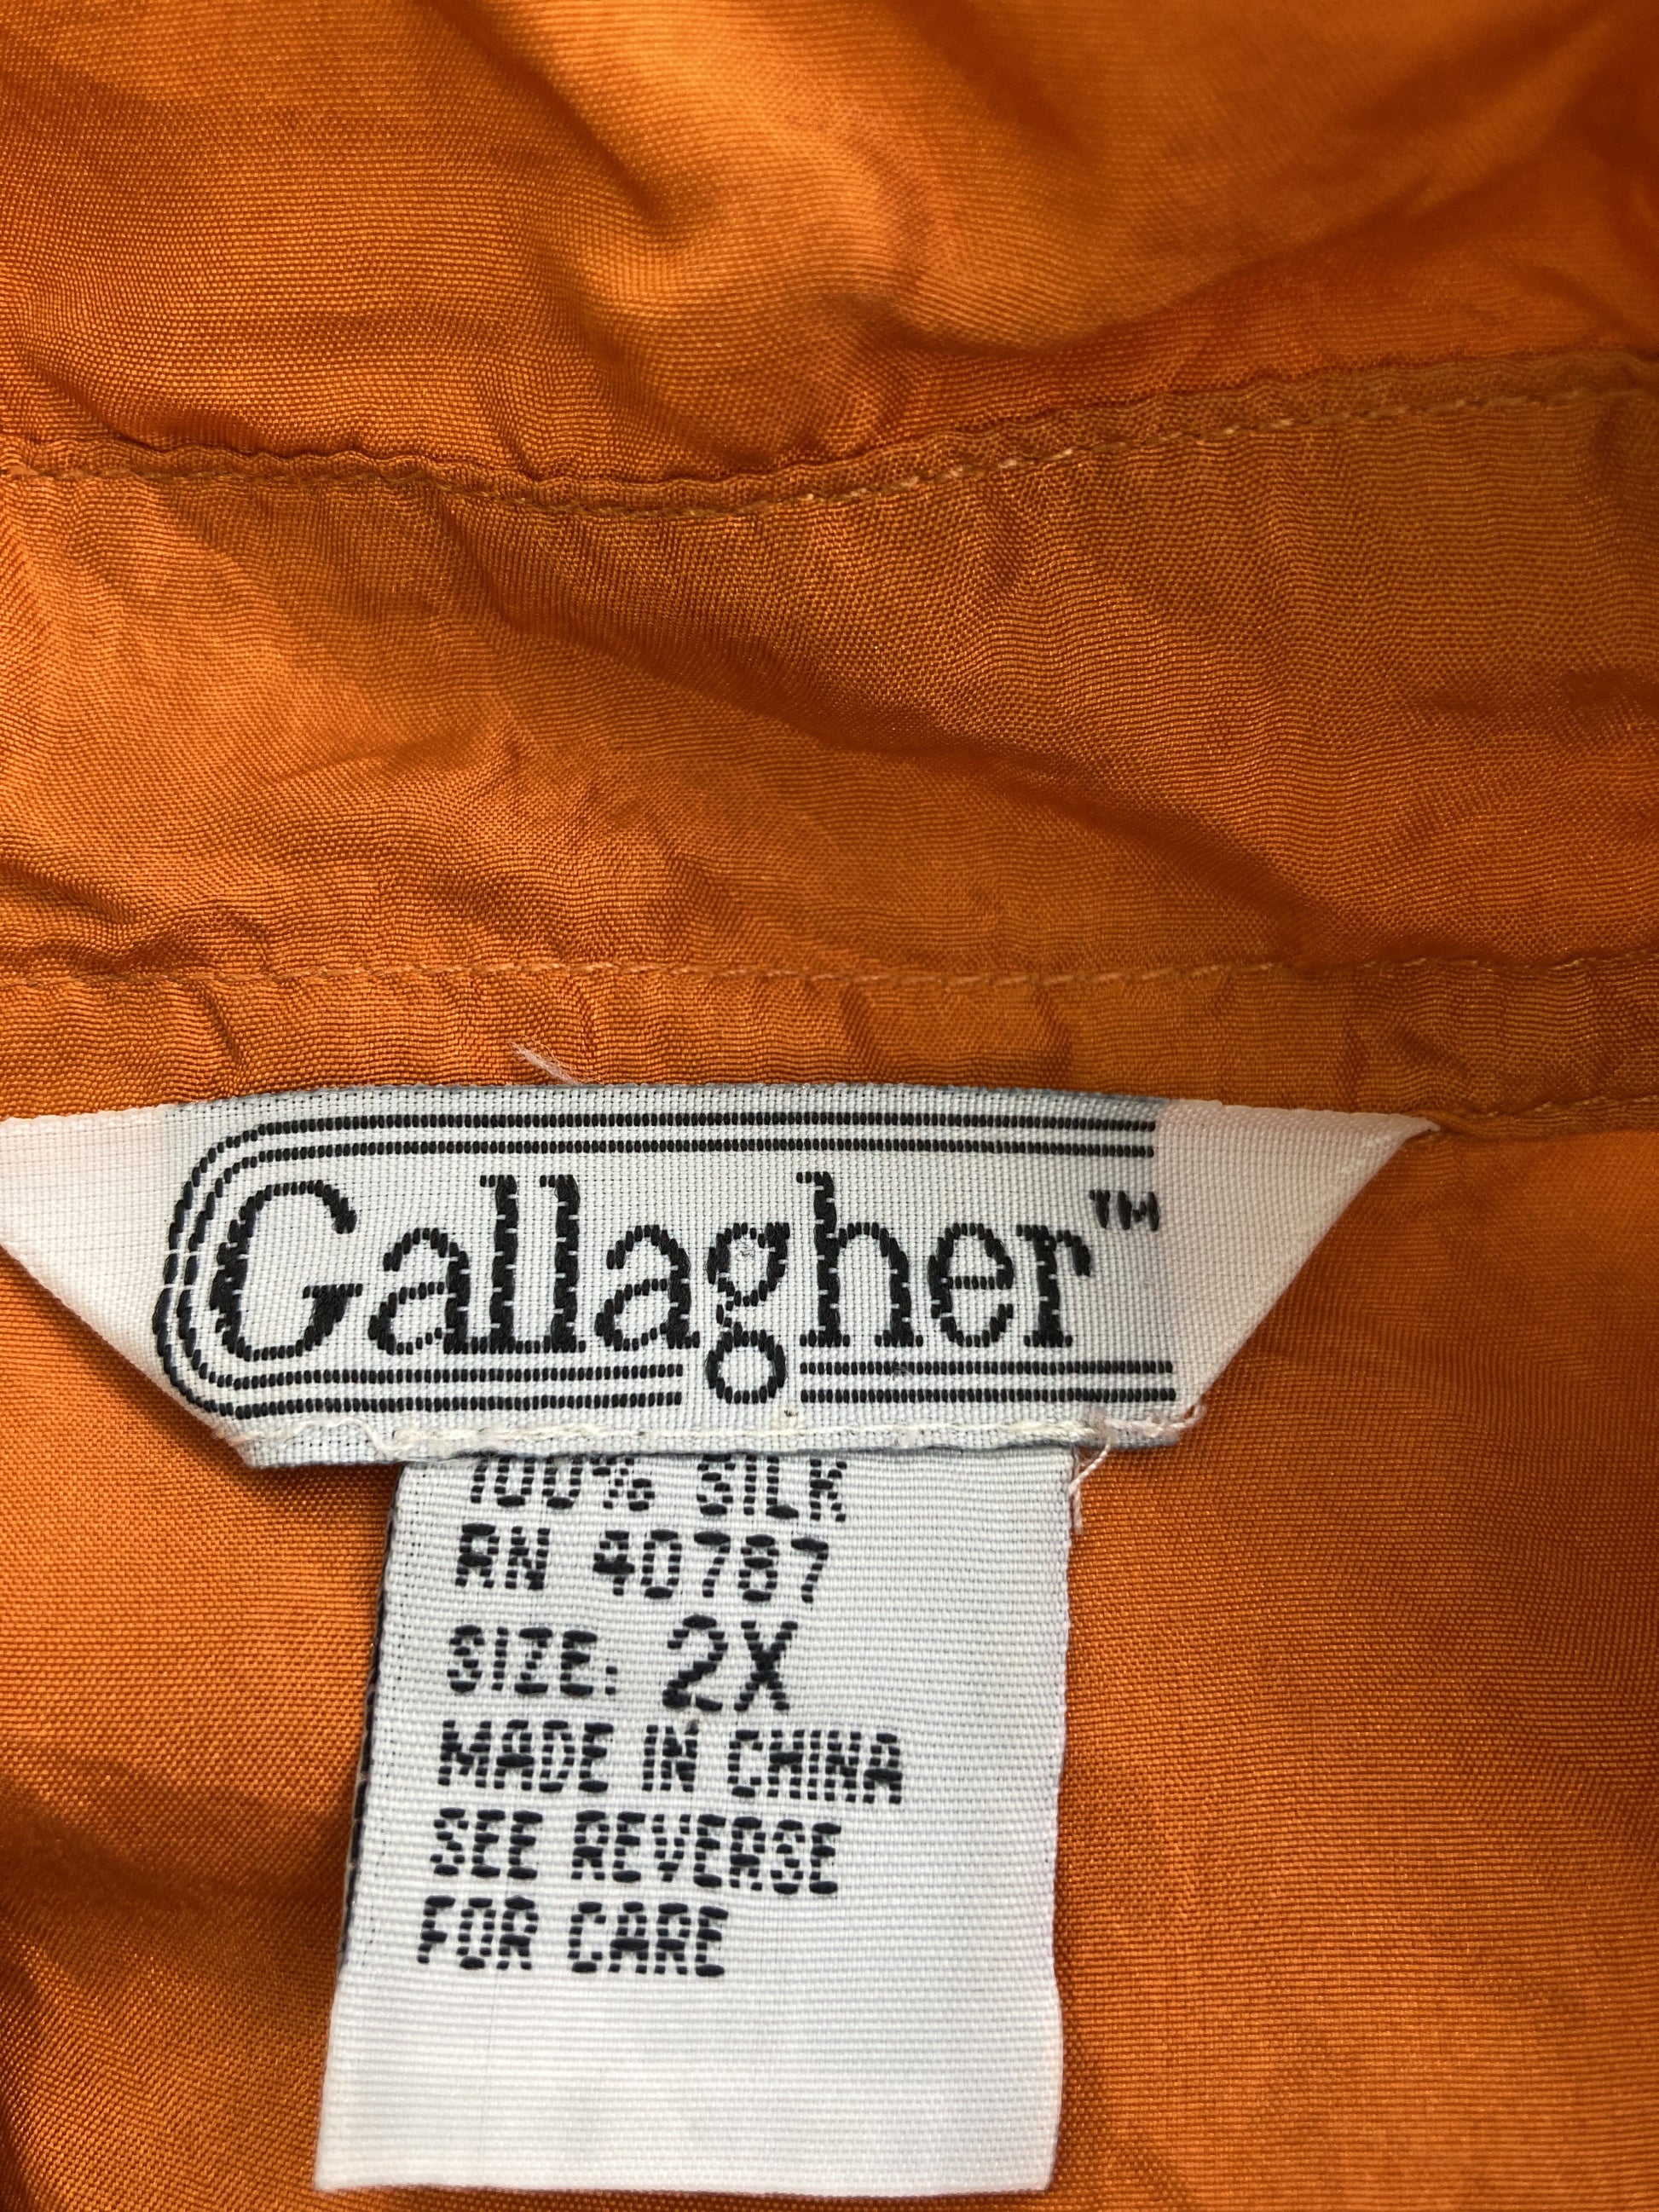 Gallagher™
100% SILK
RN 40787
SIZE: 2X
MADE IN CHINA
SEE REVERSE
FOR CARE